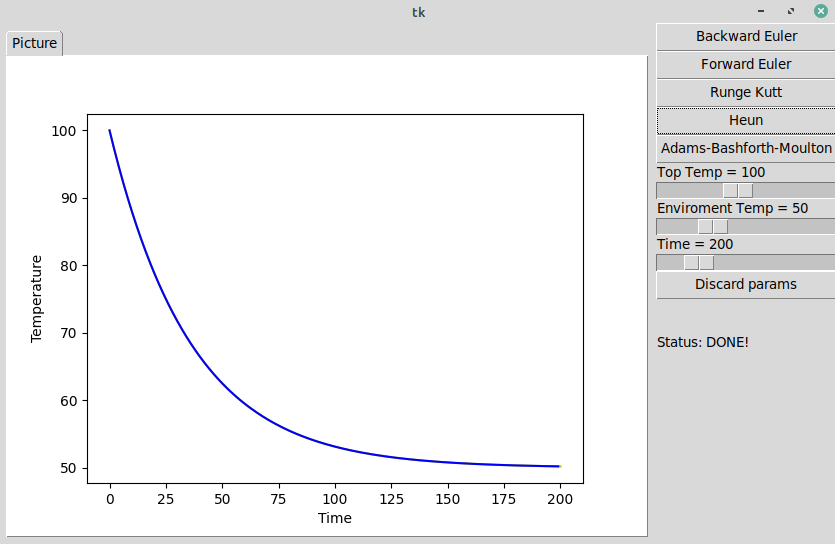 tk
Picture
Backward Euler
Forward Euler
Runge Kutt
Heun
Adams-Bashforth-Moulton
Top Temp = 100
Enviroment Temp = 50
Time = 200
Discard params
Status: DONE!
100
90
80
70
60
50
Temperature
0 25 50 75 100 125 150 175 200
Time